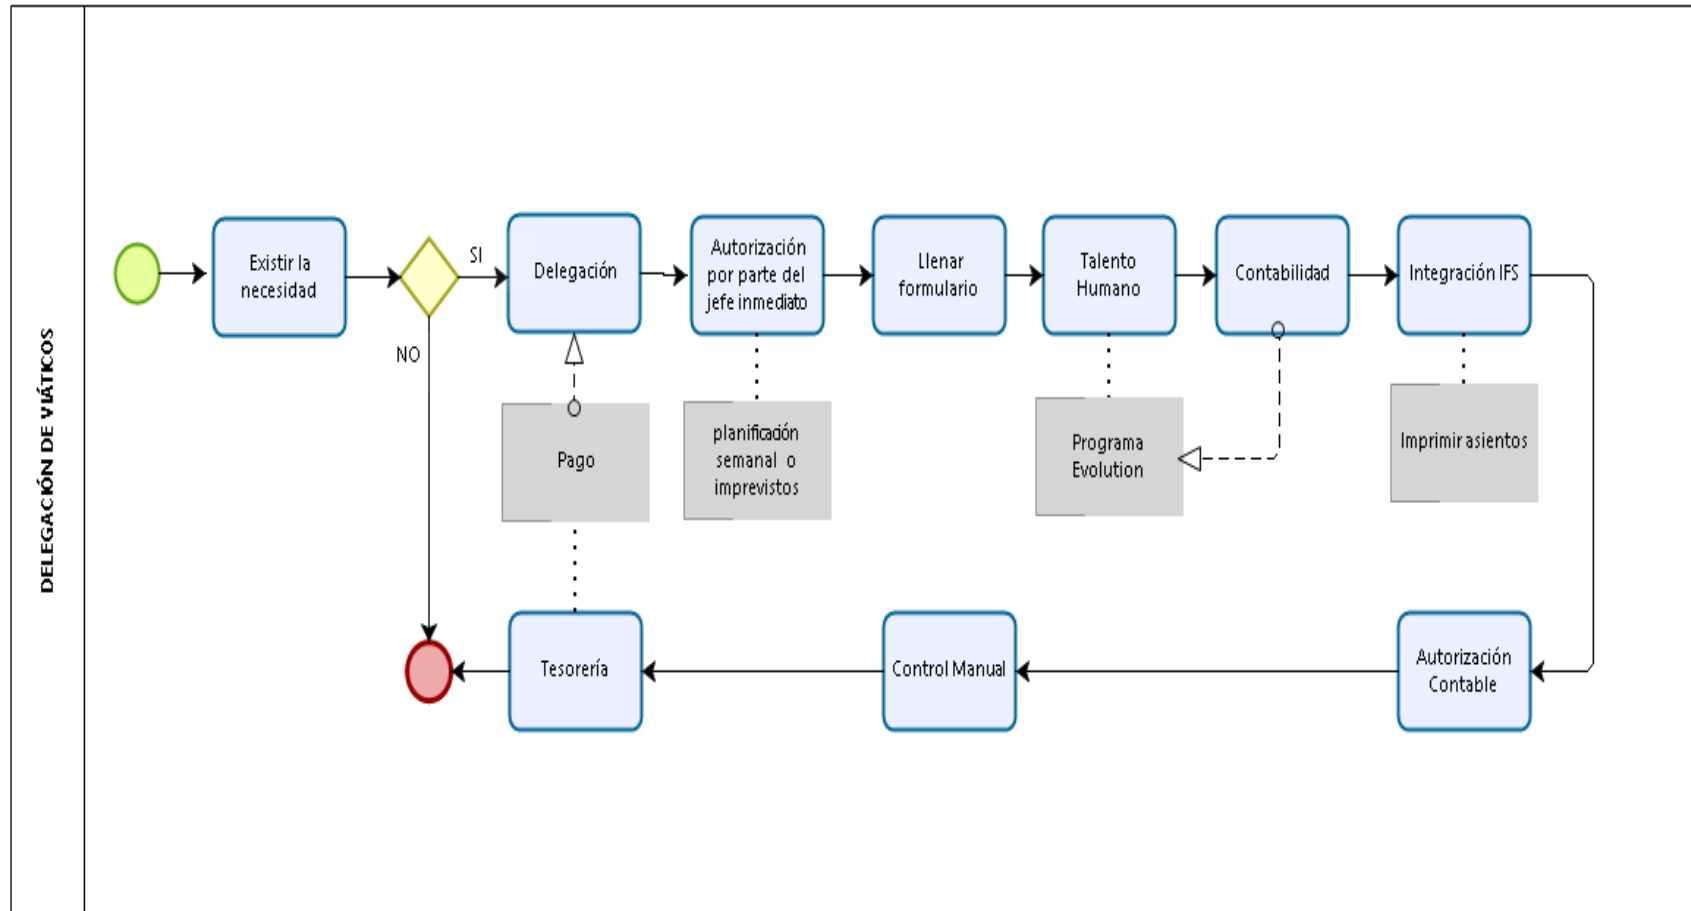 DELEGACIÓN DE VIÁTICOS
Existir la
necesidad
SI
NO
Delegación
Autorización
por parte del
jefe inmediato
Llenar
formulario
Talento
Humano
Contabilidad
Integración IFS
Pago
planificación
semanal o
imprevistos
Programa
Evolution
Imprimir asientos
Tesorería
Control Manual
Autorización
Contable